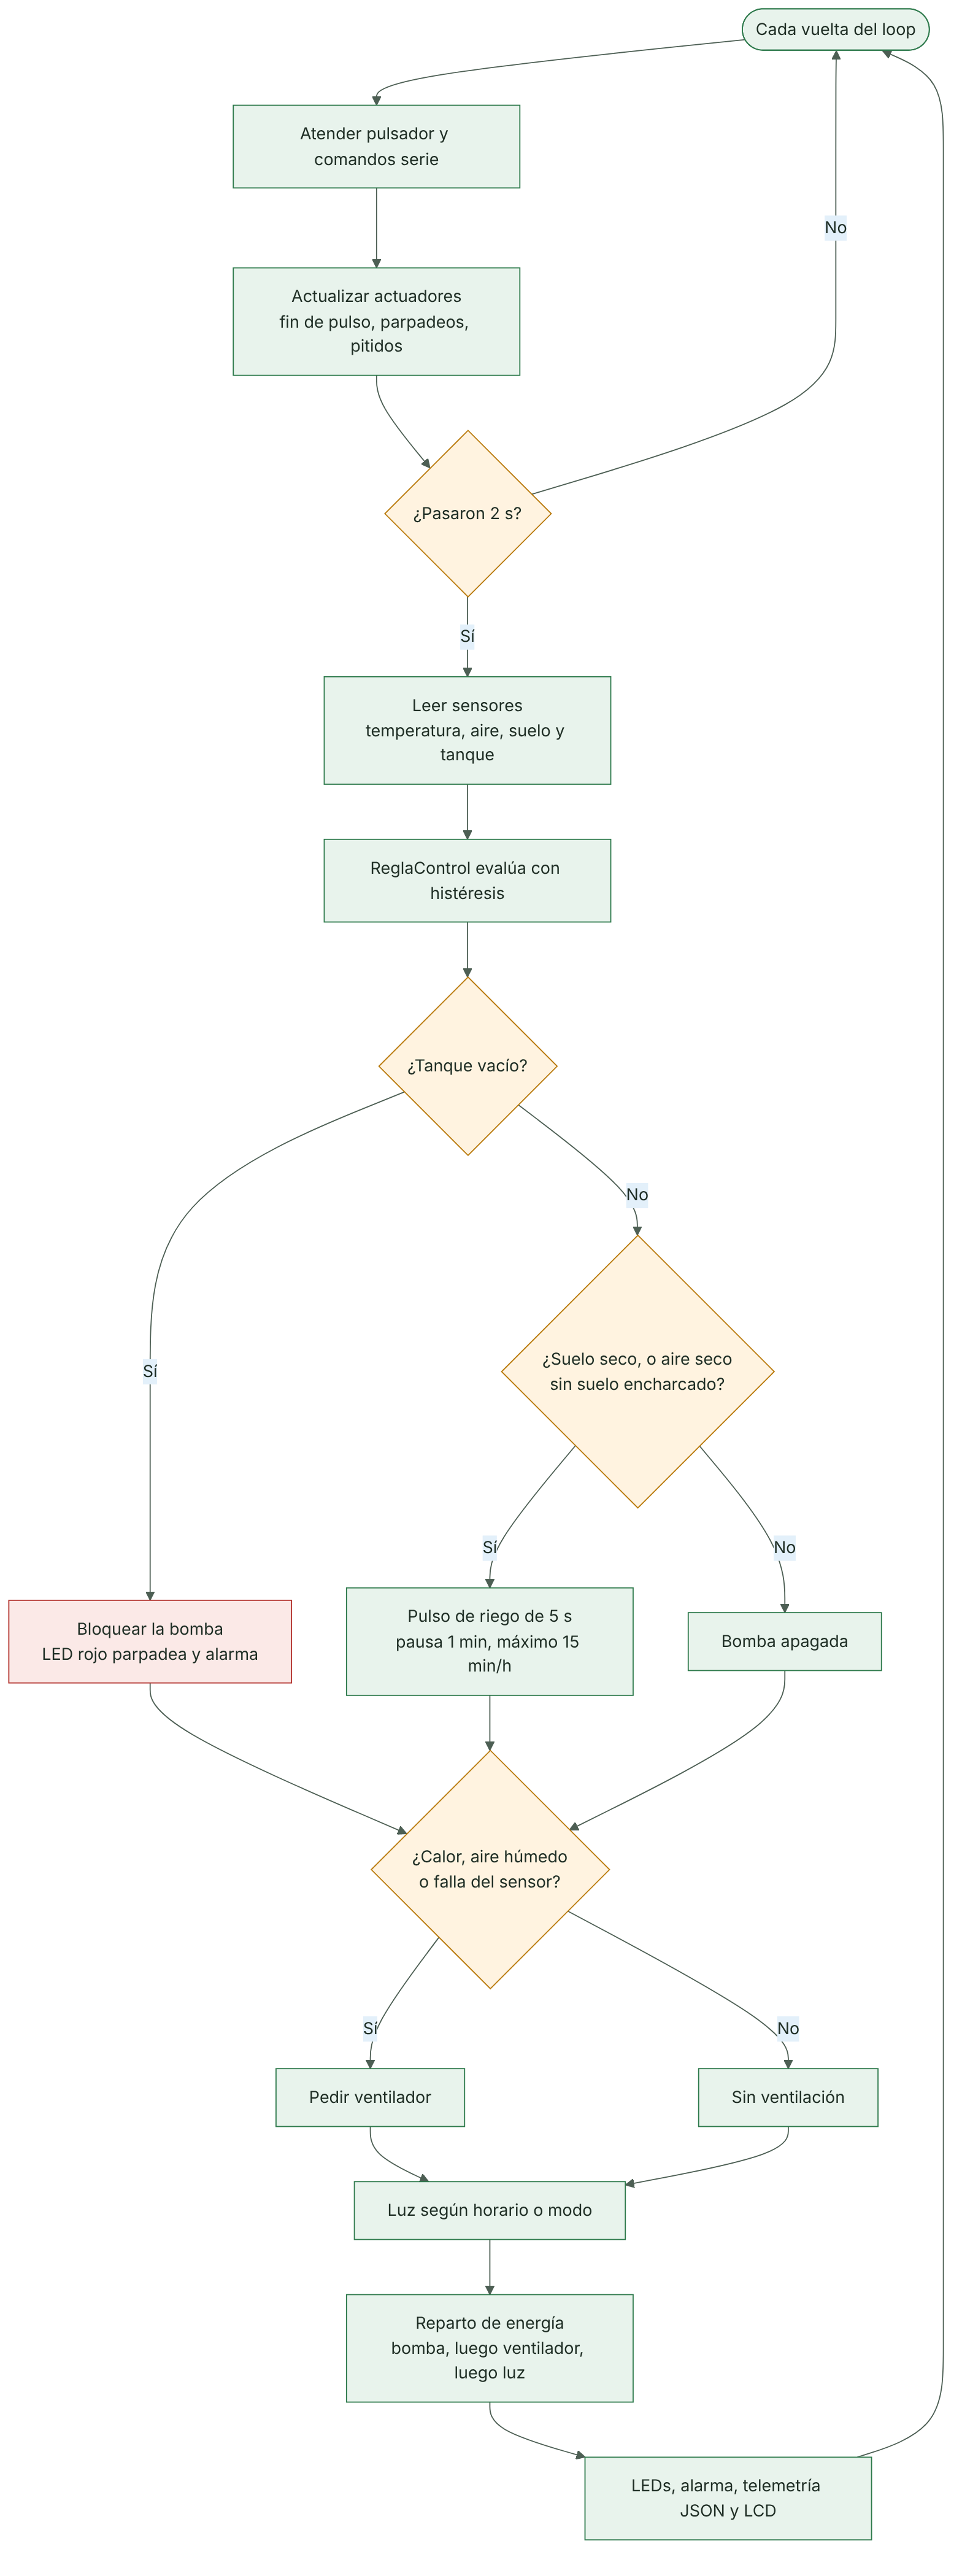 Cada vuelta del loop
Atender pulsador y
comandos serie
No
Actualizar actuadores
fin de pulso, parpadeos,
pitidos
¿Pasaron 2 s?
Sí
Leer sensores
temperatura, aire, suelo y
tanque
ReglaControl evalúa con
histéresis
¿Tanque vacío?
No
Sí
¿Suelo seco, o aire seco
sin suelo encharcado?
Sí
No
Bloquear la bomba
LED rojo parpadea y alarma
Pulso de riego de 5 s
pausa 1 min, máximo 15
min/h
Bomba apagada
¿Calor, aire húmedo
o falla del sensor?
Sí
No
Pedir ventilador
Sin ventilación
Luz según horario o modo
Reparto de energía
bomba, luego ventilador,
luego luz
LEDs, alarma, telemetría
JSON y LCD